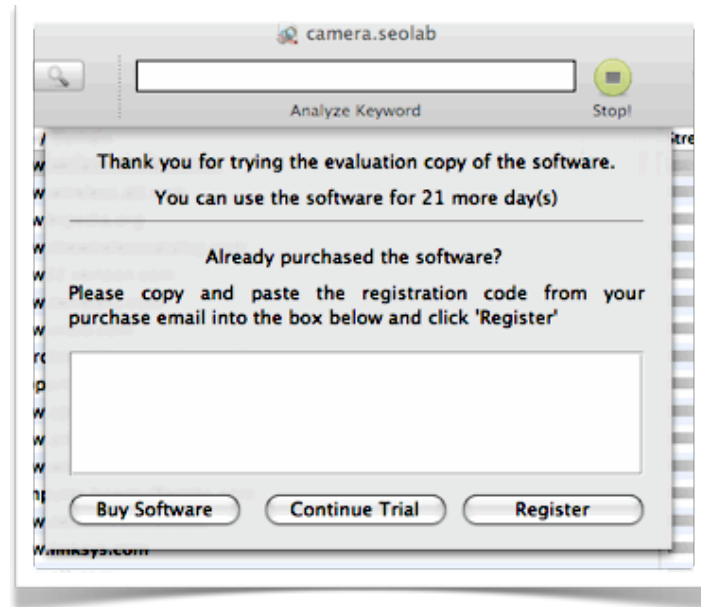 camera.seolab
Analyze Keyword
Stop!
Thank you for trying the evaluation copy of the software.
You can use the software for 21 more day(s)
Already purchased the software?
Please copy and paste the registration code from your
purchase email into the box below and click 'Register'
Buy Software
Continue Trial
Register
w.linksys.com